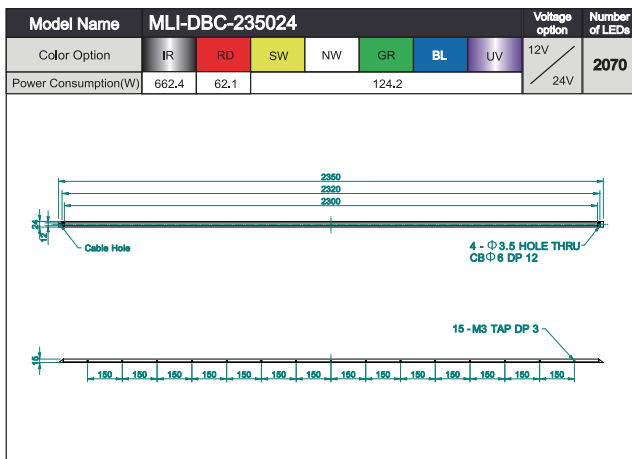 Model Name MLI-DBC-235024 Voltage option Number of LEDs
Color Option IR RD SW NW GR BL UV 12V / 24V 2070
Power Consumption(W) 662.4 62.1 124.2
2350
2320
2300
24
12
Cable Hole
4 - Φ3.5 HOLE THRU
CBΦ6 DP 12
15 - M3 TAP DP 3
15
150 150 150 150 150 150 150 150 150 150 150 150 150 150